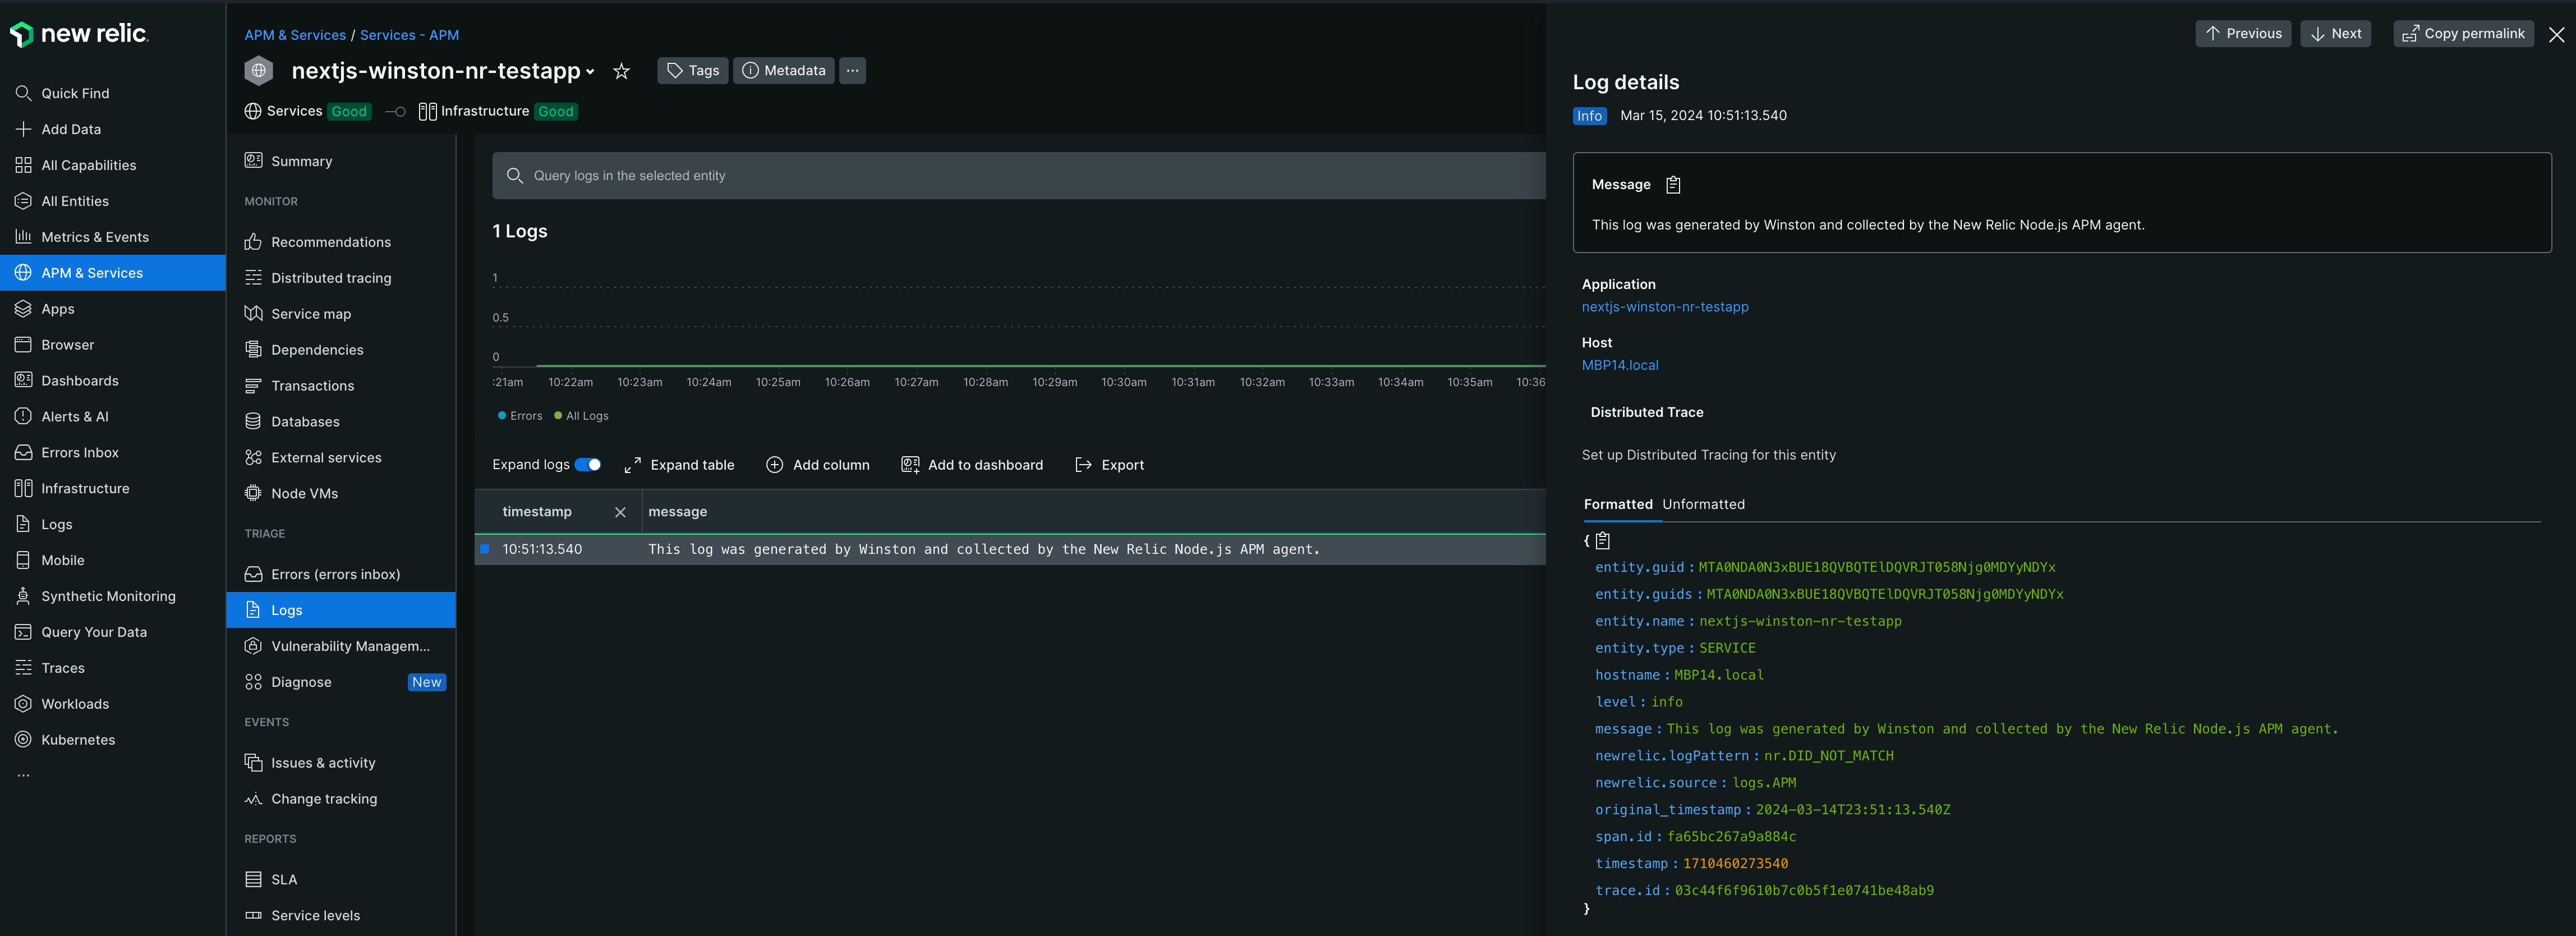 new relic.
Quick Find
Add Data
All Capabilities
All Entities
Metrics & Events
APM & Services
Apps
Browser
Dashboards
Alerts & AI
Errors Inbox
Infrastructure
Logs
Mobile
Synthetic Monitoring
Query Your Data
Traces
Workloads
Kubernetes
...
APM & Services / Services - APM
nextjs-winston-nr-testapp
Tags
Metadata
...
Services Good Infrastructure Good
Summary
MONITOR
Recommendations
Distributed tracing
Service map
Dependencies
Transactions
Databases
External services
Node VMs
TRIAGE
Errors (errors inbox)
Logs
Vulnerability Managem...
Diagnose New
EVENTS
Issues & activity
Change tracking
REPORTS
SLA
Service levels
Query logs in the selected entity
1 Logs
1
0.5
0
:21am 10:22am 10:23am 10:24am 10:25am 10:26am 10:27am 10:28am 10:29am 10:30am 10:31am 10:32am 10:33am 10:34am 10:35am 10:36
Errors All Logs
Expand logs Expand table Add column Add to dashboard Export
timestamp message
10:51:13.540 This log was generated by Winston and collected by the New Relic Node.js APM agent.
Previous Next Copy permalink
Log details
Info Mar 15, 2024 10:51:13.540
Message
This log was generated by Winston and collected by the New Relic Node.js APM agent.
Application
nextjs-winston-nr-testapp
Host
MBP14.local
Distributed Trace
Set up Distributed Tracing for this entity
Formatted Unformatted
{
entity.guid : MTA0NDA0N3xBUE18QVBQTElDQVRJT058Njg0MDYyNDYx
entity.guids : MTA0NDA0N3xBUE18QVBQTElDQVRJT058Njg0MDYyNDYx
entity.name : nextjs-winston-nr-testapp
entity.type : SERVICE
hostname : MBP14.local
level : info
message : This log was generated by Winston and collected by the New Relic Node.js APM agent.
newrelic.logPattern : nr.DID_NOT_MATCH
newrelic.source : logs.APM
original_timestamp : 2024-03-14T23:51:13.540Z
span.id : fa65bc267a9a884c
timestamp : 1710460273540
trace.id : 03c44f6f9610b7c0b5f1e0741be48ab9
}